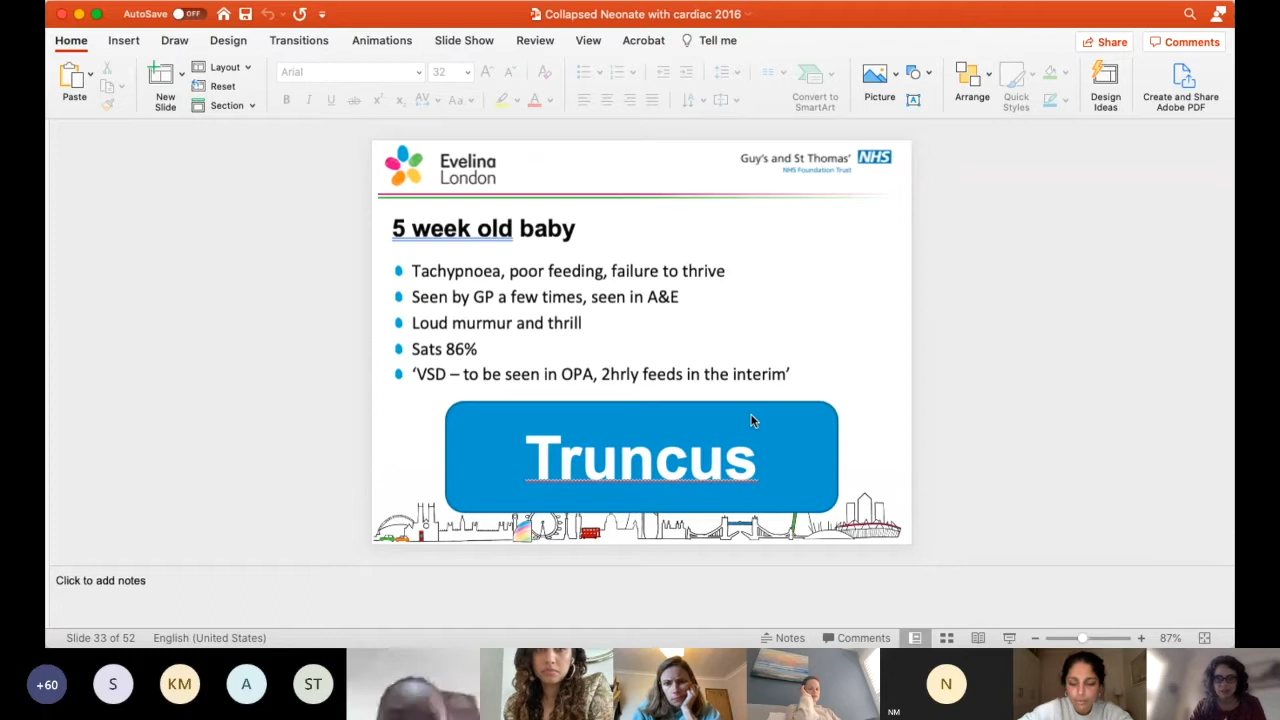 AutoSave OFF
Collapsed Neonate with cardiac 2016
Home Insert Draw Design Transitions Animations Slide Show Review View Acrobat Tell me Share Comments
Paste
New Slide
Layout
Reset
Section
Arial 32
Convert to SmartArt
Picture
Arrange
Quick Styles
Design Ideas
Create and Share Adobe PDF
Evelina
London
Guy's and St Thomas' NHS
NHS Foundation Trust
5 week old baby
Tachypnoea, poor feeding, failure to thrive
Seen by GP a few times, seen in A&E
Loud murmur and thrill
Sats 86%
‘VSD – to be seen in OPA, 2hrly feeds in the interim’
Truncus
Click to add notes
Slide 33 of 52 English (United States) Notes Comments 87%
+60 S KM A ST N
NM